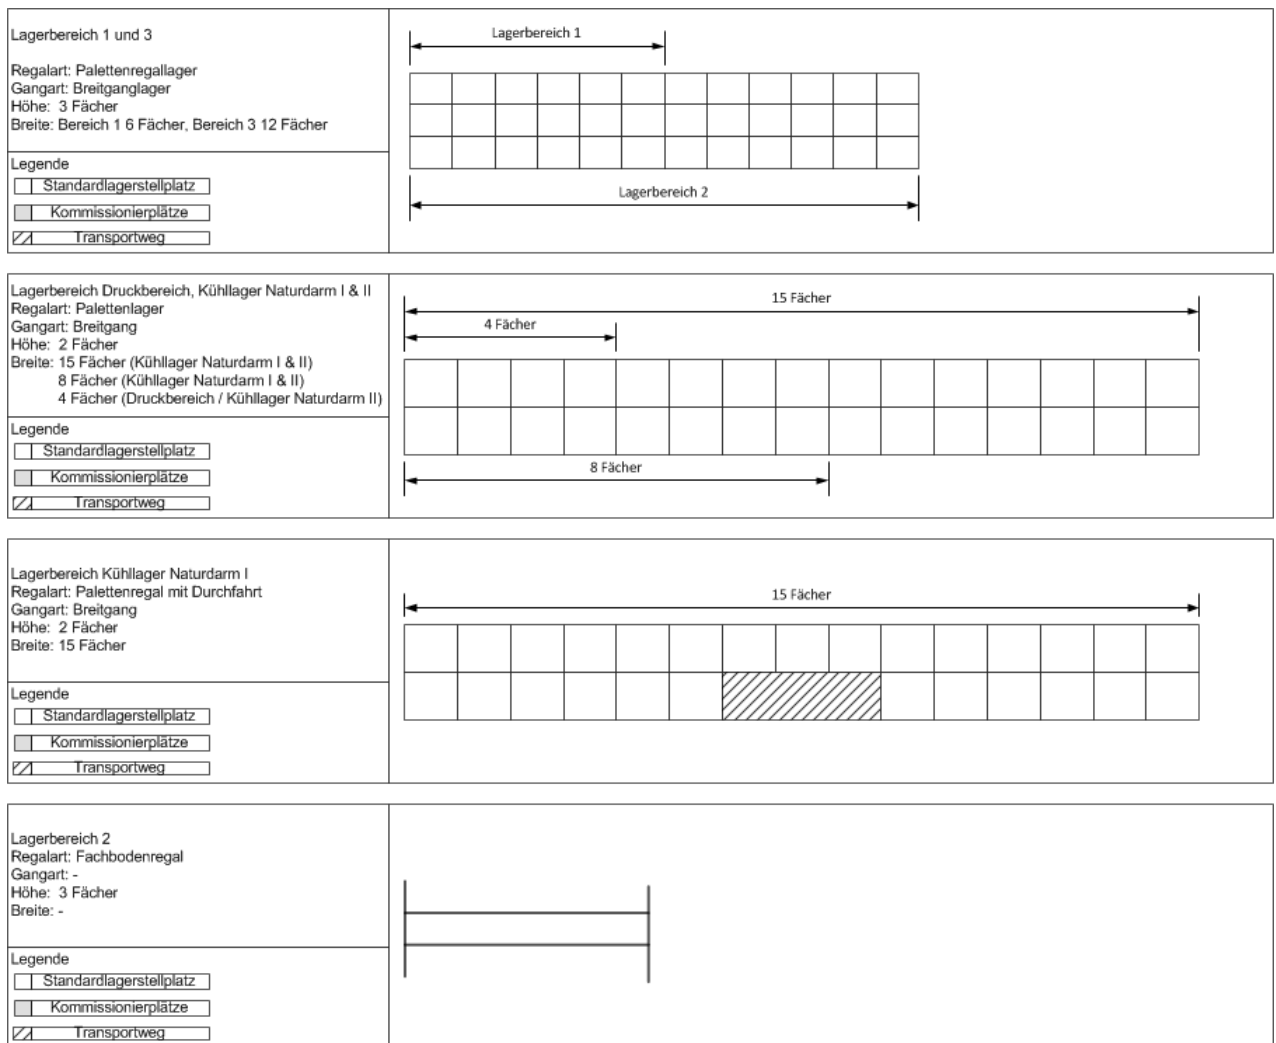 Lagerbereich 1 und 3
Regalart: Palettenregallager
Gangart: Breitganglager
Höhe: 3 Fächer
Breite: Bereich 1 6 Fächer, Bereich 3 12 Fächer
Legende
Standardlagerstellplatz
Kommissionierplätze
Transportweg
Lagerbereich 1
Lagerbereich 2
Lagerbereich Druckbereich, Kühllager Naturdarm I & II
Regalart: Palettenlager
Gangart: Breitgang
Höhe: 2 Fächer
Breite: 15 Fächer (Kühllager Naturdarm I & II)
8 Fächer (Kühllager Naturdarm I & II)
4 Fächer (Druckbereich / Kühllager Naturdarm II)
Legende
Standardlagerstellplatz
Kommissionierplätze
Transportweg
15 Fächer
4 Fächer
8 Fächer
Lagerbereich Kühllager Naturdarm I
Regalart: Palettenregal mit Durchfahrt
Gangart: Breitgang
Höhe: 2 Fächer
Breite: 15 Fächer
Legende
Standardlagerstellplatz
Kommissionierplätze
Transportweg
15 Fächer
Lagerbereich 2
Regalart: Fachbodenregal
Gangart: -
Höhe: 3 Fächer
Breite: -
Legende
Standardlagerstellplatz
Kommissionierplätze
Transportweg